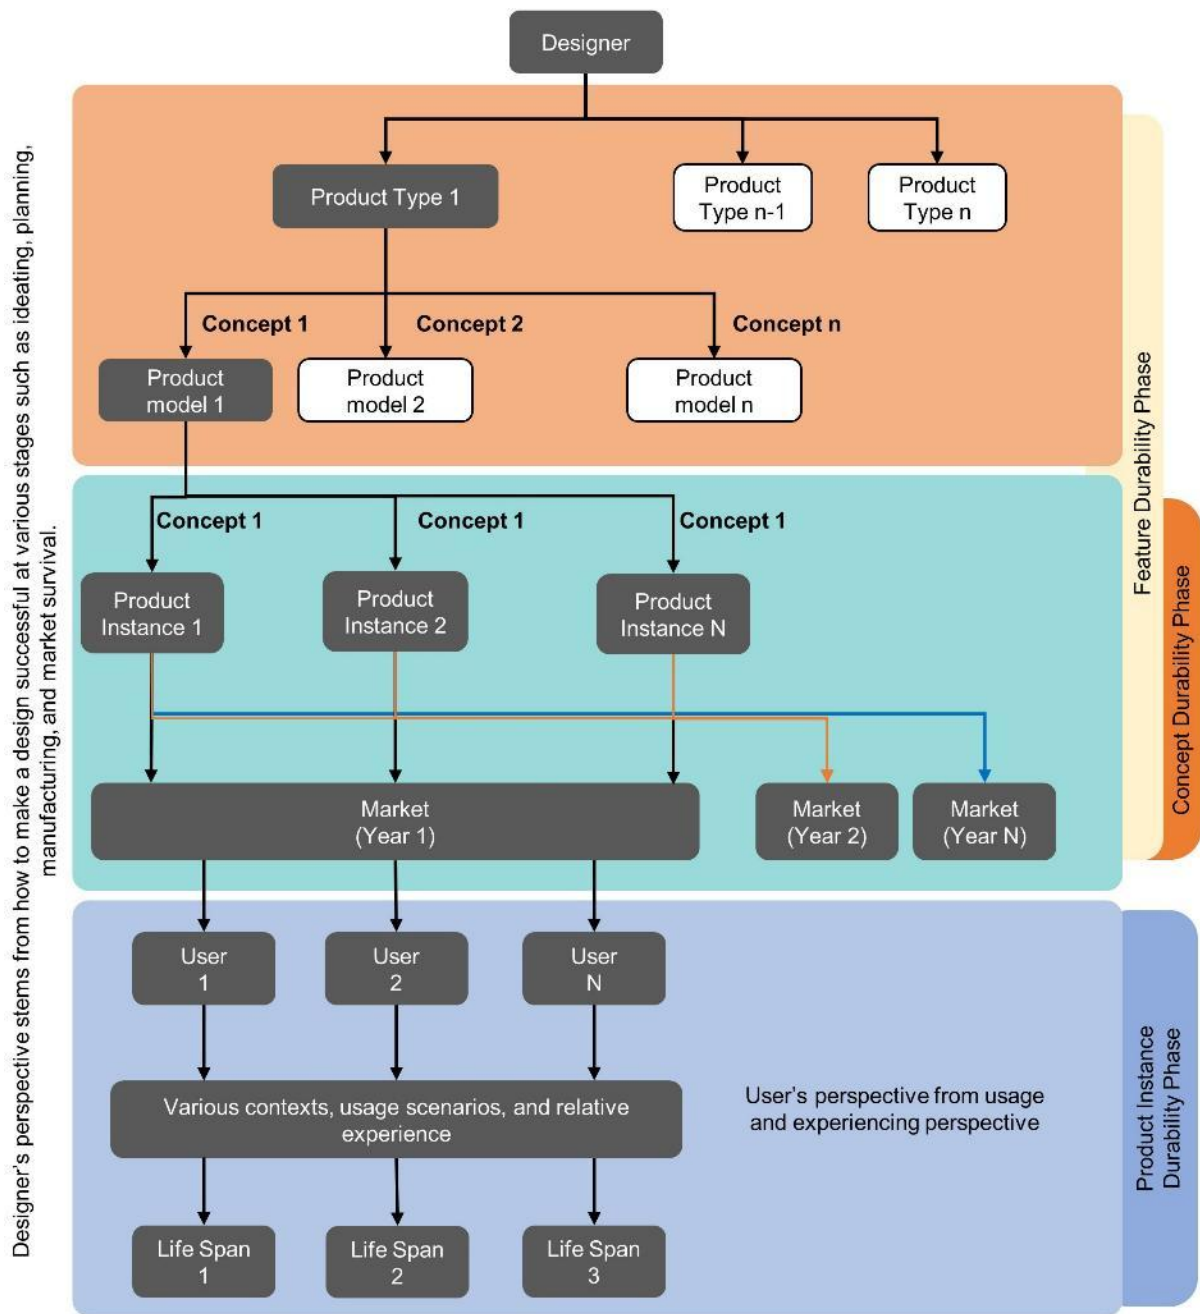 Designer
Product Type 1
Product
Type n-1
Product
Type n
Concept 1
Concept 2
Concept n
Product
model 1
Product
model 2
Product
model n
Concept 1
Concept 1
Concept 1
Product
Instance 1
Product
Instance 2
Product
Instance N
Market
(Year 1)
Market
(Year 2)
Market
(Year N)
User
1
User
2
User
N
Various contexts, usage scenarios, and relative
experience
User's perspective from usage
and experiencing perspective
Life Span
1
Life Span
2
Life Span
3
Designer's perspective stems from how to make a design successful at various stages such as ideating, planning,
manufacturing, and market survival.
Feature Durability Phase
Concept Durability Phase
Product Instance
Durability Phase